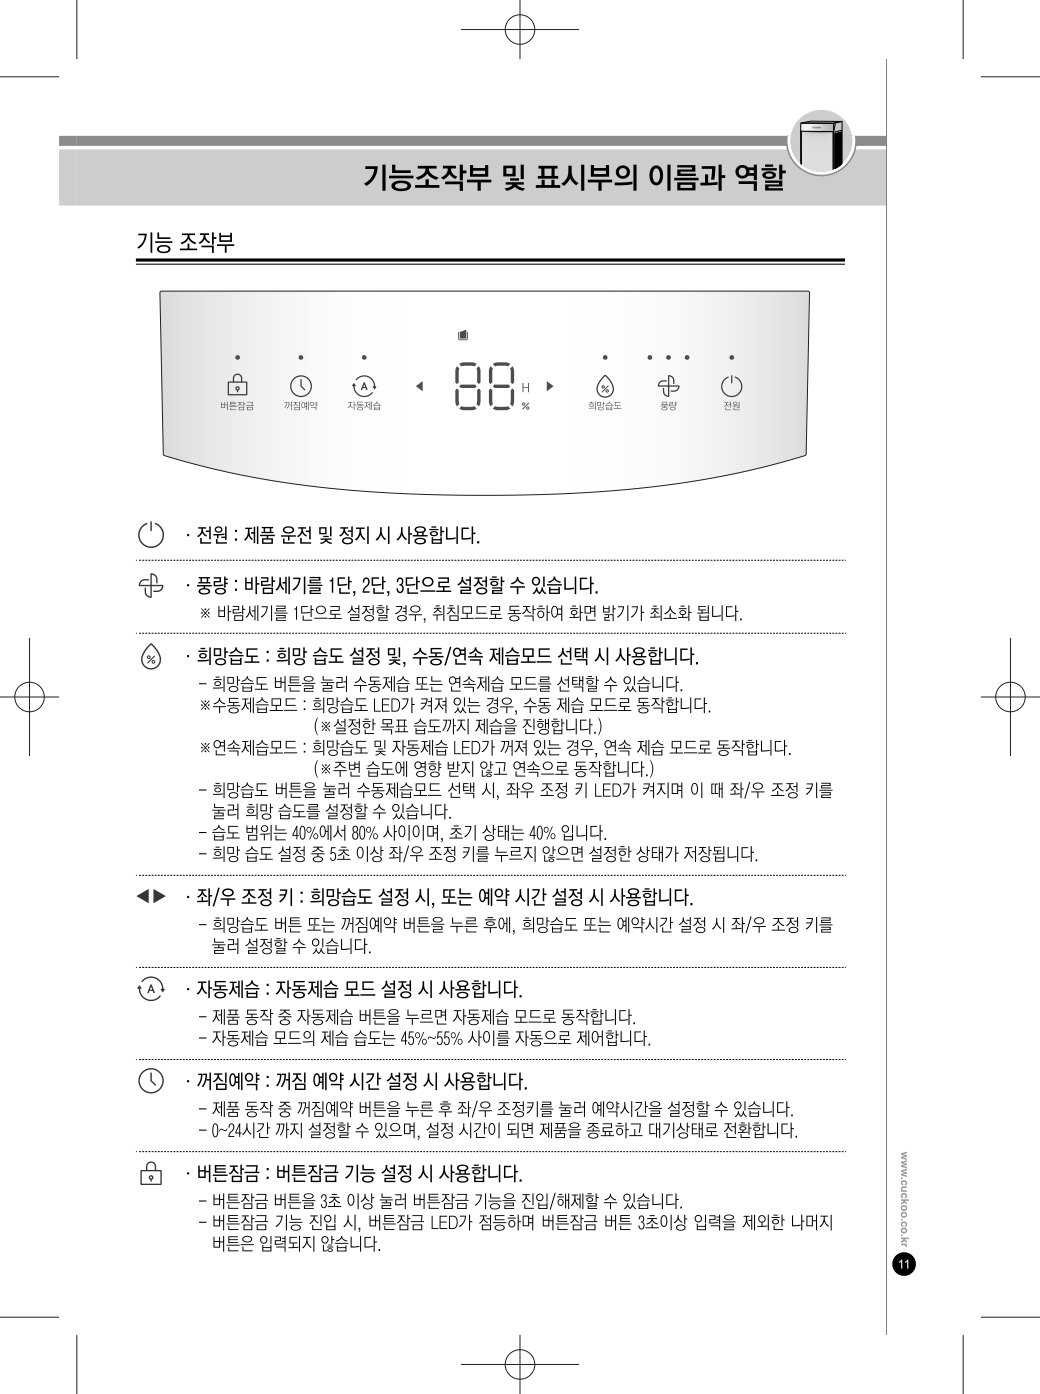 기능조작부 및 표시부의 이름과 역할
기능 조작부
버튼잠금
꺼짐예약
자동제습
88
H
%
희망습도
풍량
전원
· 전원 : 제품 운전 및 정지 시 사용합니다.
· 풍량 : 바람세기를 1단, 2단, 3단으로 설정할 수 있습니다.
※ 바람세기를 1단으로 설정할 경우, 취침모드로 동작하여 화면 밝기가 최소화 됩니다.
· 희망습도 : 희망 습도 설정 및, 수동/연속 제습모드 선택 시 사용합니다.
- 희망습도 버튼을 눌러 수동제습 또는 연속제습 모드를 선택할 수 있습니다.
※수동제습모드 : 희망습도 LED가 켜져 있는 경우, 수동 제습 모드로 동작합니다.
(※설정한 목표 습도까지 제습을 진행합니다.)
※연속제습모드 : 희망습도 및 자동제습 LED가 꺼져 있는 경우, 연속 제습 모드로 동작합니다.
(※주변 습도에 영향 받지 않고 연속으로 동작합니다.)
- 희망습도 버튼을 눌러 수동제습모드 선택 시, 좌우 조정 키 LED가 켜지며 이 때 좌/우 조정 키를
눌러 희망 습도를 설정할 수 있습니다.
- 습도 범위는 40%에서 80% 사이이며, 초기 상태는 40% 입니다.
- 희망 습도 설정 중 5초 이상 좌/우 조정 키를 누르지 않으면 설정한 상태가 저장됩니다.
· 좌/우 조정 키 : 희망습도 설정 시, 또는 예약 시간 설정 시 사용합니다.
- 희망습도 버튼 또는 꺼짐예약 버튼을 누른 후에, 희망습도 또는 예약시간 설정 시 좌/우 조정 키를
눌러 설정할 수 있습니다.
A
· 자동제습 : 자동제습 모드 설정 시 사용합니다.
- 제품 동작 중 자동제습 버튼을 누르면 자동제습 모드로 동작합니다.
- 자동제습 모드의 제습 습도는 45%~55% 사이를 자동으로 제어합니다.
· 꺼짐예약 : 꺼짐 예약 시간 설정 시 사용합니다.
- 제품 동작 중 꺼짐예약 버튼을 누른 후 좌/우 조정키를 눌러 예약시간을 설정할 수 있습니다.
- 0~24시간 까지 설정할 수 있으며, 설정 시간이 되면 제품을 종료하고 대기상태로 전환합니다.
· 버튼잠금 : 버튼잠금 기능 설정 시 사용합니다.
- 버튼잠금 버튼을 3초 이상 눌러 버튼잠금 기능을 진입/해제할 수 있습니다.
- 버튼잠금 기능 진입 시, 버튼잠금 LED가 점등하며 버튼잠금 버튼 3초이상 입력을 제외한 나머지
버튼은 입력되지 않습니다.
www.cuckoo.co.kr
11